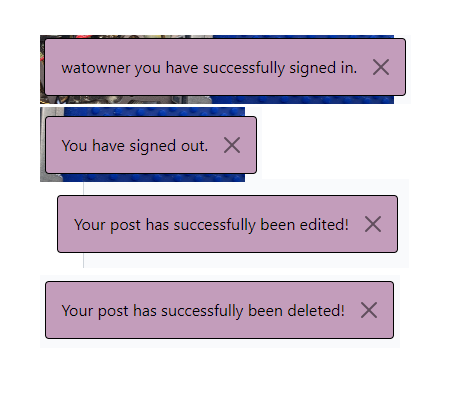 watowner you have successfully signed in.
You have signed out.
Your post has successfully been edited!
Your post has successfully been deleted!